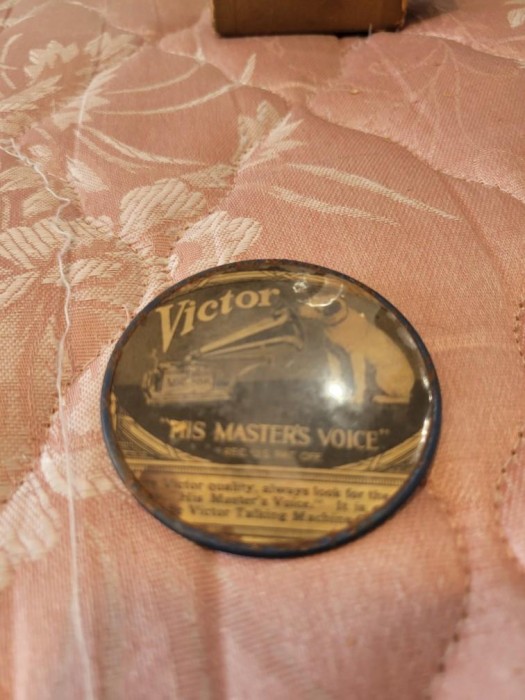 Victor
"HIS MASTER'S VOICE"
REG. U.S. PAT. OFF.
Victor quality, always look for the
"His Master's Voice." It is
Victor Talking Machine